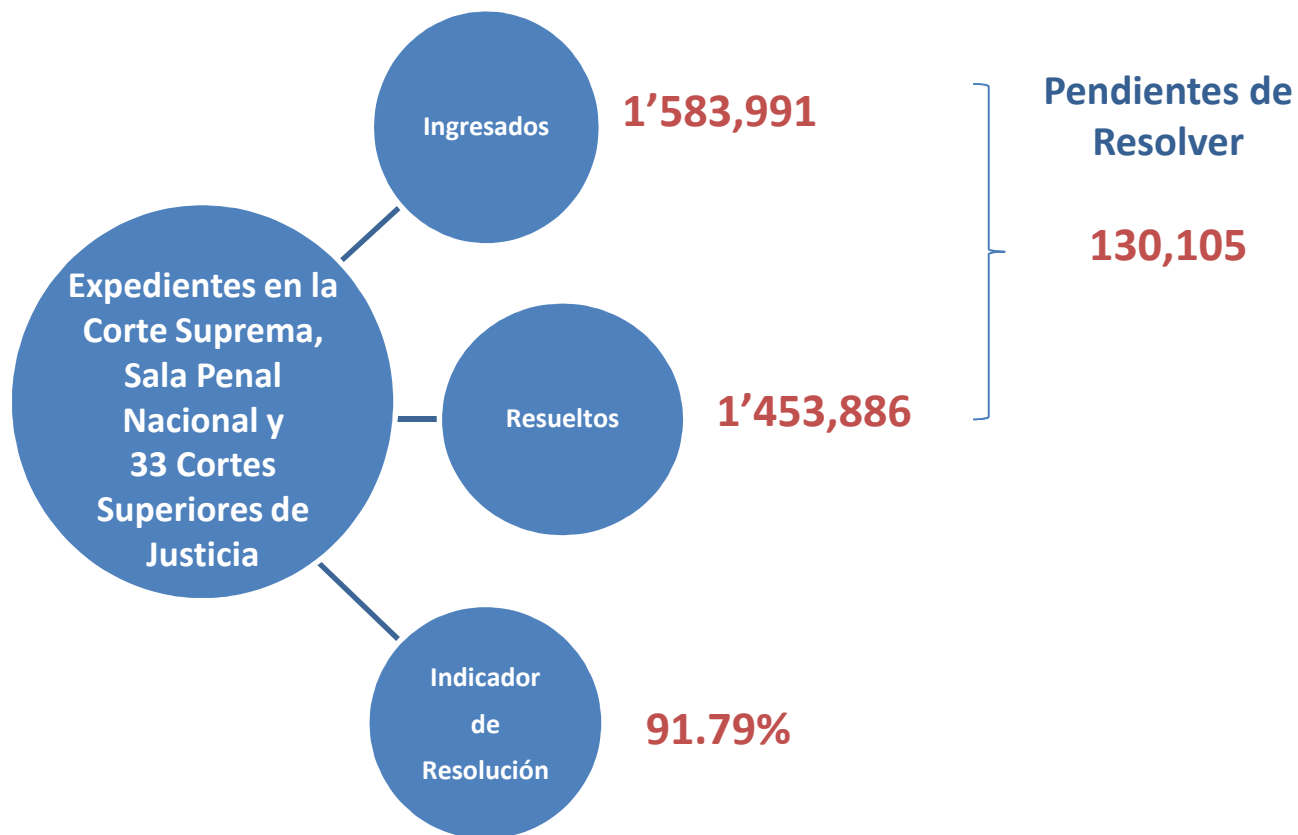 Ingresados
1’583,991
Pendientes de
Resolver
130,105
Expedientes en la
Corte Suprema,
Sala Penal
Nacional y
33 Cortes
Superiores de
Justicia
Resueltos
1’453,886
Indicador
de
Resolución
91.79%